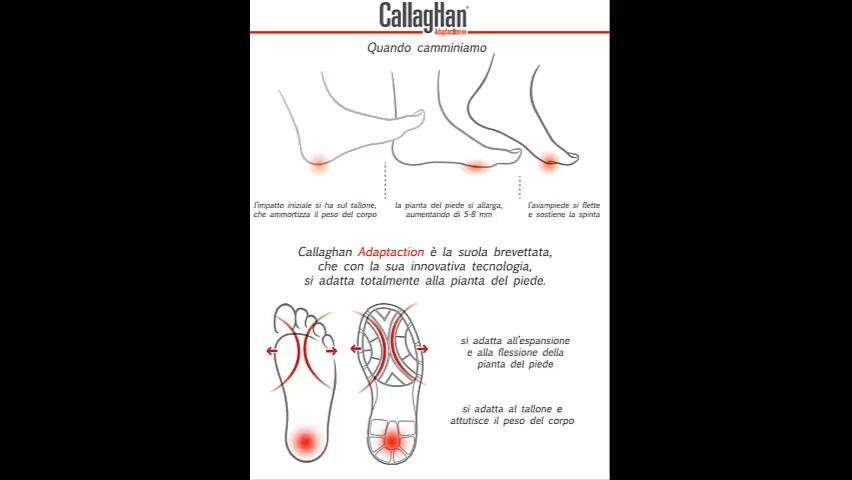 CallagHan
Adaptaction
Quando camminiamo
l'impatto iniziale si ha sul tallone,
che ammortizza il peso del corpo
la pianta del piede si allarga,
aumentando di 5-8 mm
l'avampiede si flette
e sostiene la spinta
Callaghan Adaptaction è la suola brevettata,
che con la sua innovativa tecnologia,
si adatta totalmente alla pianta del piede.
si adatta all'espansione
e alla flessione della
pianta del piede
si adatta al tallone e
attutisce il peso del corpo